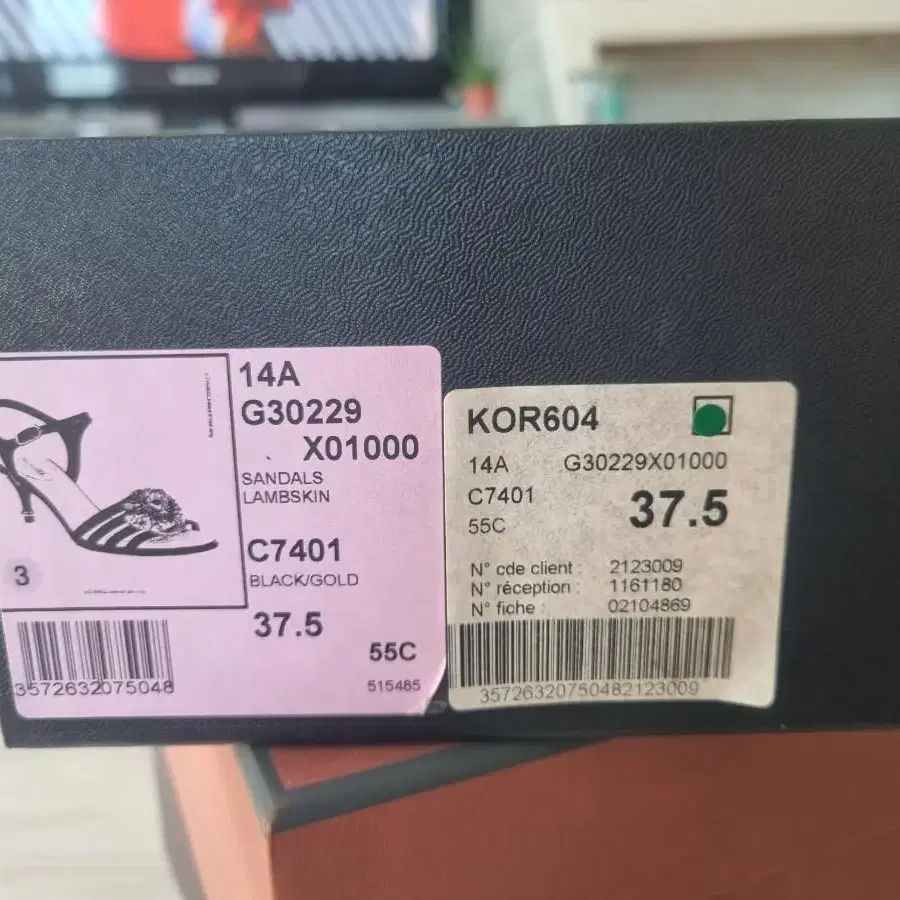 14A
G30229
X01000
SANDALS
LAMBSKIN
C7401
BLACK/GOLD
3
37.5
55C
3572632075048
515485
KOR604
14A G30229X01000
C7401
37.5
55C
N° cde client : 2123009
N° réception : 1161180
N° fiche : 02104869
35726320750482123009